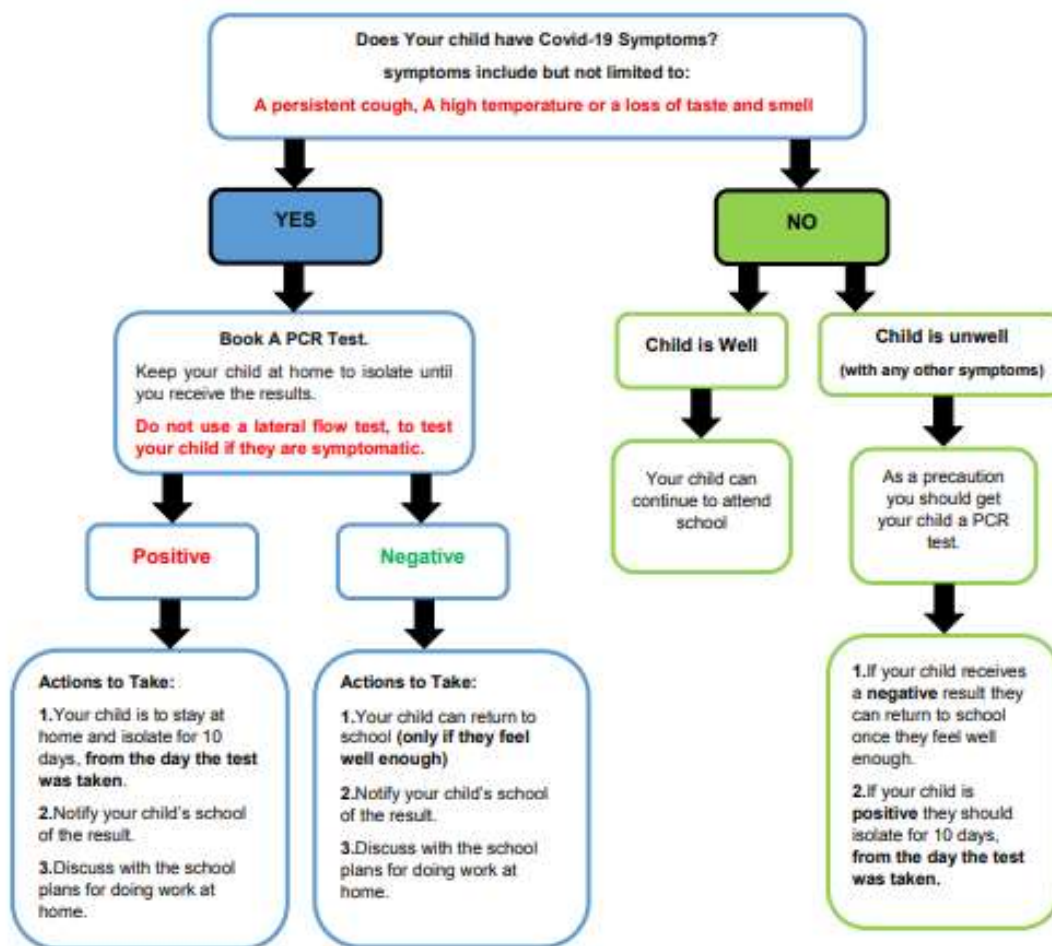 Does Your child have Covid-19 Symptoms?
symptoms include but not limited to:
A persistent cough, A high temperature or a loss of taste and smell
YES
NO
Book A PCR Test.
Keep your child at home to isolate until
you receive the results.
Do not use a lateral flow test, to test
your child if they are symptomatic.
Child is Well
Child is unwell
(with any other symptoms)
Your child can
continue to attend
school
As a precaution
you should get
your child a PCR
test.
Positive
Negative
Actions to Take:
1.Your child is to stay at
home and isolate for 10
days, from the day the test
was taken.
2.Notify your child's school
of the result.
3.Discuss with the school
plans for doing work at
home.
Actions to Take:
1.Your child can return to
school (only if they feel
well enough)
2.Notify your child's school
of the result.
3.Discuss with the school
plans for doing work at
home.
1.If your child receives
a negative result they
can return to school
once they feel well
enough.
2.If your child is
positive they should
isolate for 10 days,
from the day the test
was taken.